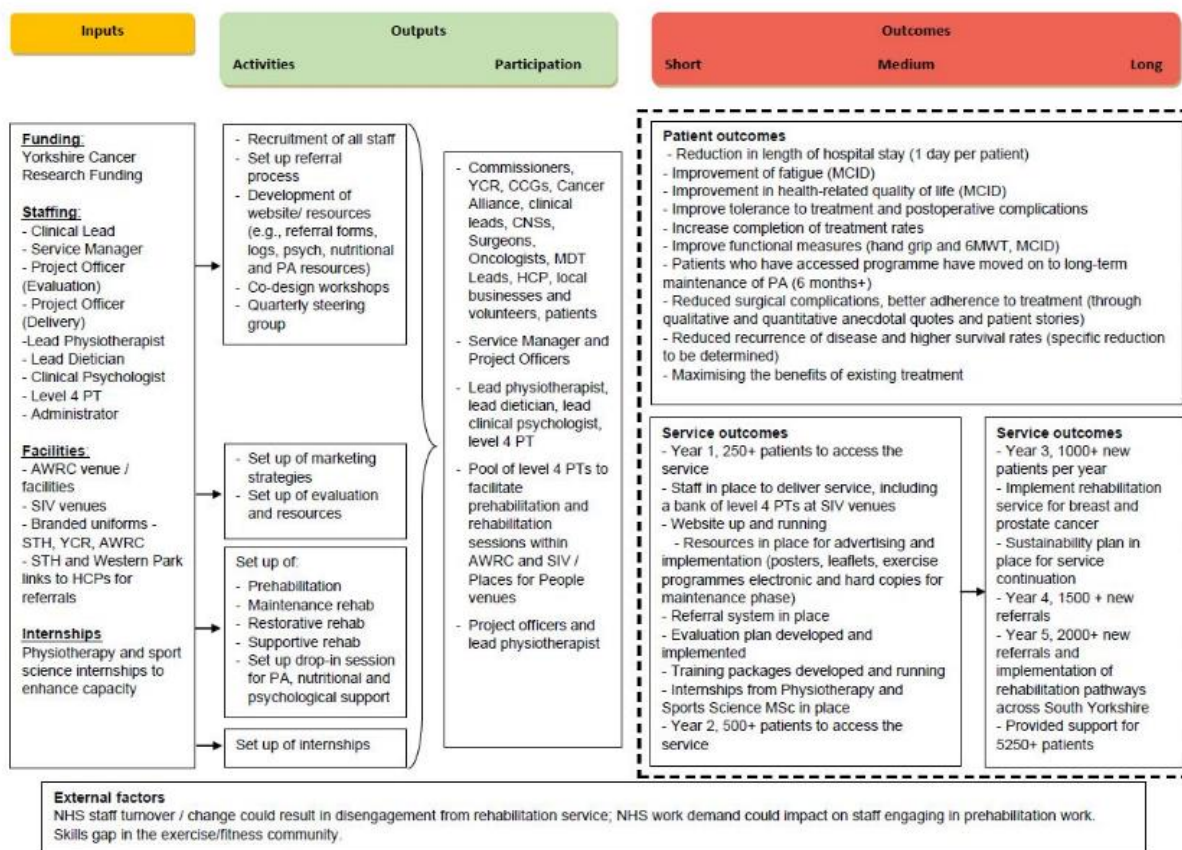 Inputs
Outputs
Activities
Participation
Outcomes
Short
Medium
Long
Funding:
Yorkshire Cancer
Research Funding
Staffing:
- Clinical Lead
- Service Manager
- Project Officer
(Evaluation)
- Project Officer
(Delivery)
-Lead Physiotherapist
- Lead Dietician
- Clinical Psychologist
- Level 4 PT
- Administrator
Facilities:
- AWRC venue /
facilities
- SIV venues
- Branded uniforms -
STH, YCR, AWRC
- STH and Western Park
links to HCPs for
referrals
Internships
Physiotherapy and sport
science internships to
enhance capacity
- Recruitment of all staff
- Set up referral
process
- Development of
website/ resources
(e.g., referral forms,
logs, psych, nutritional
and PA resources)
- Co-design workshops
- Quarterly steering
group
- Set up of marketing
strategies
- Set up of evaluation
and resources
Set up of:
- Prehabilitation
- Maintenance rehab
- Restorative rehab
- Supportive rehab
- Set up drop-in session
for PA, nutritional and
psychological support
Set up of internships
- Commissioners,
YCR, CCGs, Cancer
Alliance, clinical
leads, CNSs,
Surgeons,
Oncologists, MDT
Leads, HCP, local
businesses and
volunteers, patients
- Service Manager and
Project Officers
- Lead physiotherapist,
lead dietician, lead
clinical psychologist,
level 4 PT
- Pool of level 4 PTs to
facilitate
prehabilitation and
rehabilitation
sessions within
AWRC and SIV /
Places for People
venues
- Project officers and
lead physiotherapist
Patient outcomes
- Reduction in length of hospital stay (1 day per patient)
- Improvement of fatigue (MCID)
- Improvement in health-related quality of life (MCID)
- Improve tolerance to treatment and postoperative complications
- Increase completion of treatment rates
- Improve functional measures (hand grip and 6MWT, MCID)
- Patients who have accessed programme have moved on to long-term
maintenance of PA (6 months+)
- Reduced surgical complications, better adherence to treatment (through
qualitative and quantitative anecdotal quotes and patient stories)
- Reduced recurrence of disease and higher survival rates (specific reduction
to be determined)
- Maximising the benefits of existing treatment
Service outcomes
- Year 1, 250+ patients to access the
service
- Staff in place to deliver service, including
a bank of level 4 PTs at SIV venues
- Website up and running
- Resources in place for advertising and
implementation (posters, leaflets, exercise
programmes electronic and hard copies for
maintenance phase)
- Referral system in place
- Evaluation plan developed and
implemented
- Training packages developed and running
- Internships from Physiotherapy and
Sports Science MSc in place
- Year 2, 500+ patients to access the
service
Service outcomes
- Year 3, 1000+ new
patients per year
- Implement rehabilitation
service for breast and
prostate cancer
- Sustainability plan in
place for service
continuation
- Year 4, 1500 + new
referrals
- Year 5, 2000+ new
referrals and
implementation of
rehabilitation pathways
across South Yorkshire
- Provided support for
5250+ patients
External factors
NHS staff turnover / change could result in disengagement from rehabilitation service; NHS work demand could impact on staff engaging in prehabilitation work.
Skills gap in the exercise/fitness community.